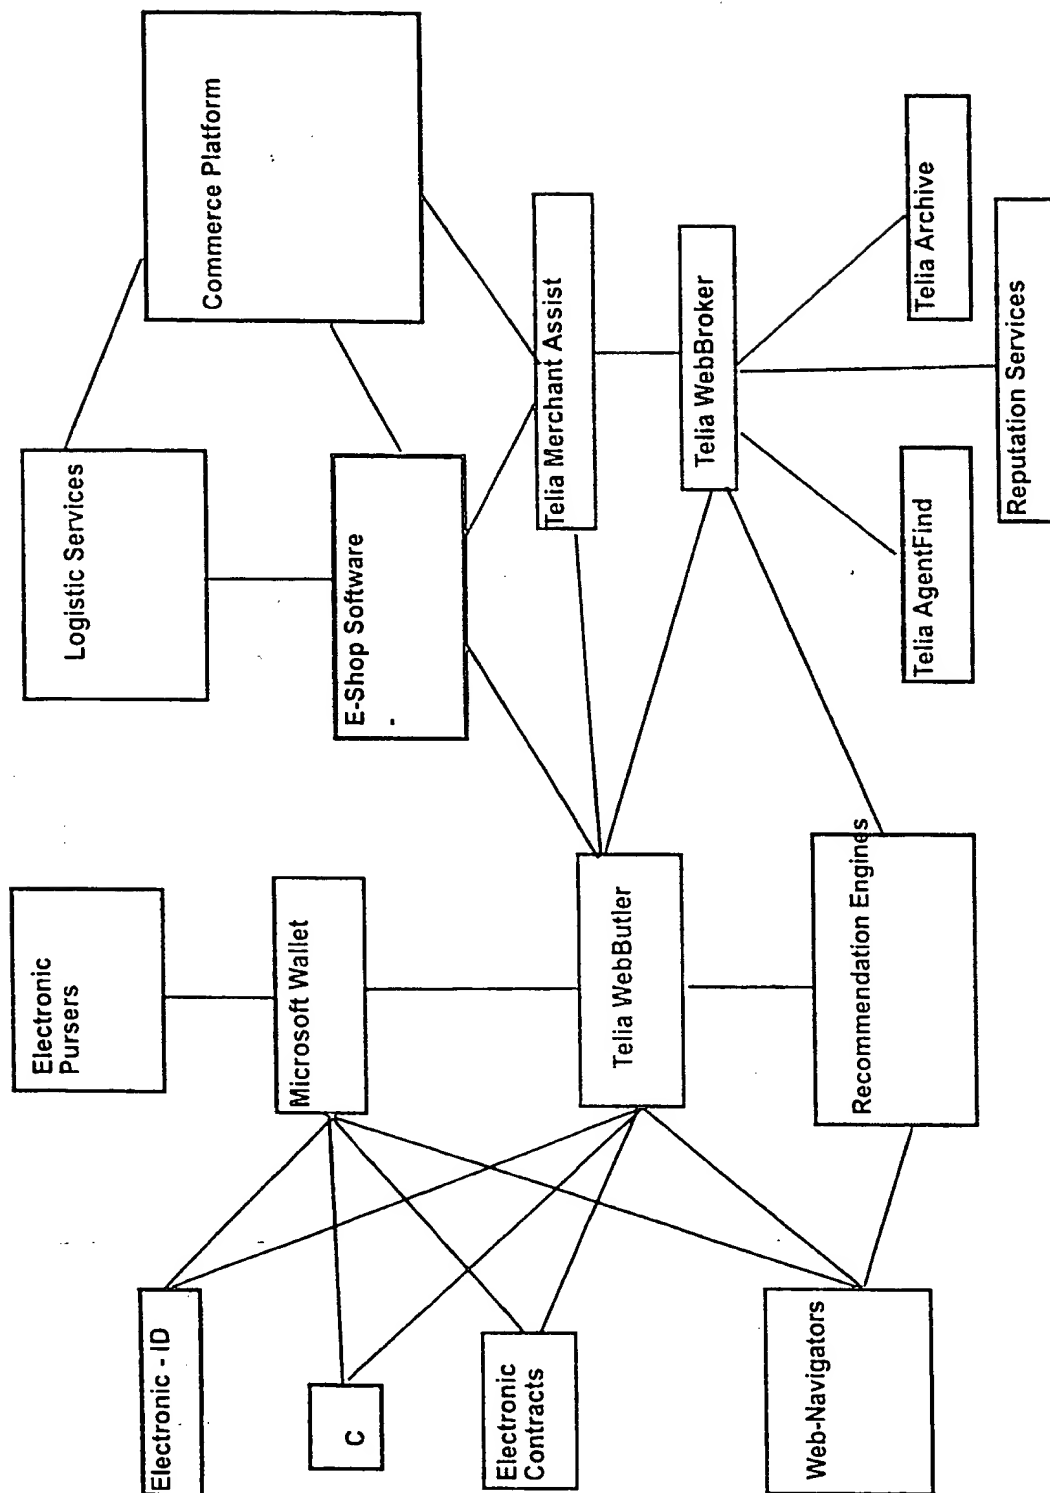 Electronic - ID
C
Electronic
Contracts
Web-Navigators
Electronic
Pursers
Microsoft Wallet
Telia WebButler
Recommendation Engines
Logistic Services
E-Shop Software
-
Commerce Platform
Telia Merchant Assist
Telia WebBroker
Telia AgentFind
Telia Archive
Reputation Services